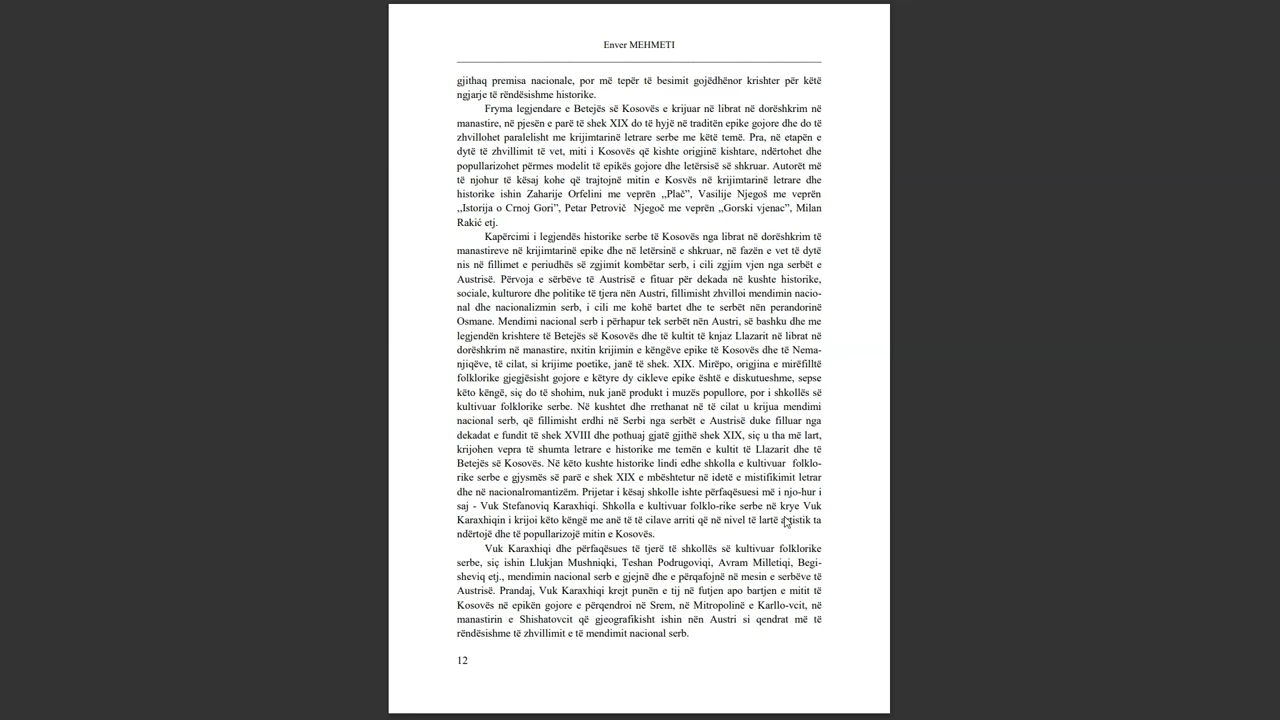 Enver MEHMETI
gjithaq premisa nacionale, por më tepër të besimit gojëdhënor krishter për këtë
ngjarje të rëndësishme historike.
Fryma legjendare e Betejës së Kosovës e krijuar në librat në dorëshkrim në
manastire, në pjesën e parë të shek XIX do të hyjë në traditën epike gojore dhe do të
zhvillohet paralelisht me krijimtarinë letrare serbe me këtë temë. Pra, në etapën e
dytë të zhvillimit të vet, miti i Kosovës që kishte origjinë kishtare, ndërtohet dhe
popullarizohet përmes modelit të epikës gojore dhe letërsisë së shkruar. Autorët më
të njohur të kësaj kohe që trajtojnë mitin e Kosvës në krijimtarinë letrare dhe
historike ishin Zaharije Orfelini me veprën ,,Plač”, Vasilije Njegoš me veprën
,,Istorija o Crnoj Gori”, Petar Petrovič  Njegoč me veprën ,,Gorski vjenac”, Milan
Rakić etj.
Kapërcimi i legjendës historike serbe të Kosovës nga librat në dorëshkrim të
manastireve në krijimtarinë epike dhe në letërsinë e shkruar, në fazën e vet të dytë
nis në fillimet e periudhës së zgjimit kombëtar serb, i cili zgjim vjen nga serbët e
Austrisë. Përvoja e sërbëve të Austrisë e fituar për dekada në kushte historike,
sociale, kulturore dhe politike të tjera nën Austri, fillimisht zhvilloi mendimin nacio-
nal dhe nacionalizmin serb, i cili me kohë bartet dhe te serbët nën perandorinë
Osmane. Mendimi nacional serb i përhapur tek serbët nën Austri, së bashku dhe me
legjendën krishtere të Betejës së Kosovës dhe të kultit të knjaz Llazarit në librat në
dorëshkrim në manastire, nxitin krijimin e këngëve epike të Kosovës dhe të Nema-
njiqëve, të cilat, si krijime poetike, janë të shek. XIX. Mirëpo, origjina e mirëfilltë
folklorike gjegjësisht gojore e këtyre dy cikleve epike është e diskutueshme, sepse
këto këngë, siç do të shohim, nuk janë produkt i muzës popullore, por i shkollës së
kultivuar folklorike serbe. Në kushtet dhe rrethanat në të cilat u krijua mendimi
nacional serb, që fillimisht erdhi në Serbi nga serbët e Austrisë duke filluar nga
dekadat e fundit të shek XVIII dhe pothuaj gjatë gjithë shek XIX, siç u tha më lart,
krijohen vepra të shumta letrare e historike me temën e kultit të Llazarit dhe të
Betejës së Kosovës. Në këto kushte historike lindi edhe shkolla e kultivuar  folklo-
rike serbe e gjysmës së parë e shek XIX e mbështetur në idetë e mistifikimit letrar
dhe në nacionalromantizëm. Prijetar i kësaj shkolle ishte përfaqësuesi më i njo-hur i
saj - Vuk Stefanoviq Karaxhiqi. Shkolla e kultivuar folklo-rike serbe në krye Vuk
Karaxhiqin i krijoi këto këngë me anë të të cilave arriti që në nivel të lartë artistik ta
ndërtojë dhe të popullarizojë mitin e Kosovës.
Vuk Karaxhiqi dhe përfaqësues të tjerë të shkollës së kultivuar folklorike
serbe, siç ishin Llukjan Mushniqki, Teshan Podrugoviqi, Avram Milletiqi, Begi-
sheviq etj., mendimin nacional serb e gjejnë dhe e përqafojnë në mesin e serbëve të
Austrisë. Prandaj, Vuk Karaxhiqi krejt punën e tij në futjen apo bartjen e mitit të
Kosovës në epikën gojore e përqendroi në Srem, në Mitropolinë e Karllo-vcit, në
manastirin e Shishatovcit që gjeografikisht ishin nën Austri si qendrat më të
rëndësishme të zhvillimit e të mendimit nacional serb.
12